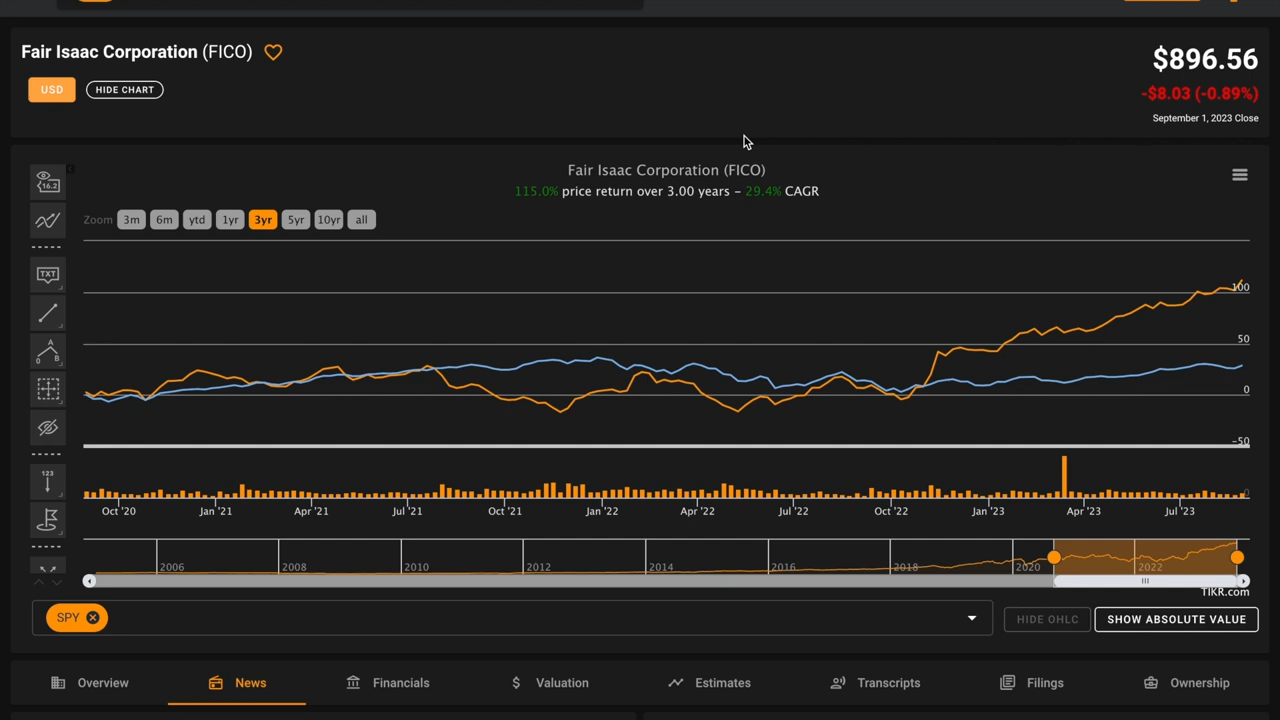 Fair Isaac Corporation (FICO)
$896.56
USD
HIDE CHART
-$8.03 (-0.89%)
September 1, 2023 Close
Fair Isaac Corporation (FICO)
115.0% price return over 3.00 years – 29.4% CAGR
16.2
Zoom 3m 6m ytd 1yr 3yr 5yr 10yr all
TXT
100
50
A
0 B
0
-50
123
0
Oct '20 Jan '21 Apr '21 Jul '21 Oct '21 Jan '22 Apr '22 Jul '22 Oct '22 Jan '23 Apr '23 Jul '23
2006 2008 2010 2012 2014 2016 2018 2020 2022
TIKR.com
SPY
HIDE OHLC
SHOW ABSOLUTE VALUE
Overview News Financials $ Valuation Estimates Transcripts Filings Ownership